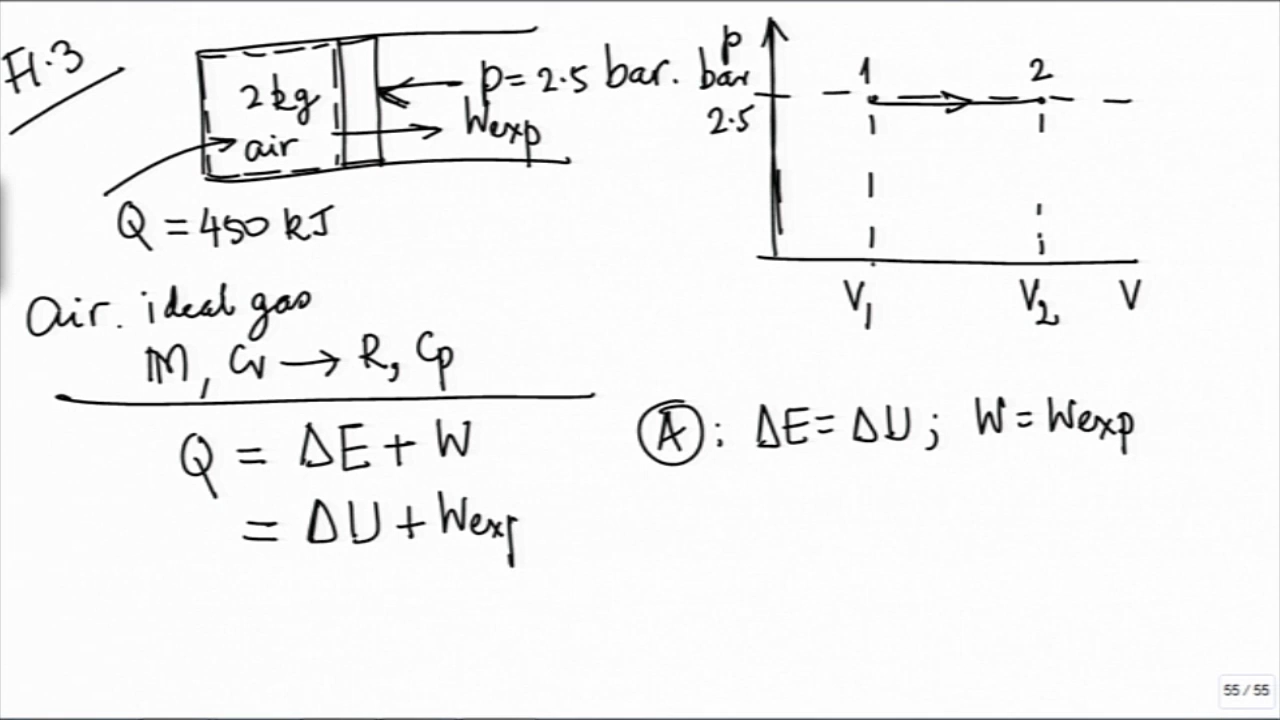 FI.3
2 kg
air
p = 2.5 bar.
Wexp
Q = 450 kJ
p
bar
2.5
1
2
V₁
V₂
V
Air. ideal gas
M, Cv → R, Cp
Q = ΔE + W
= ΔU + Wexp
Ⓐ: ΔE = ΔU; W = Wexp
55 / 55